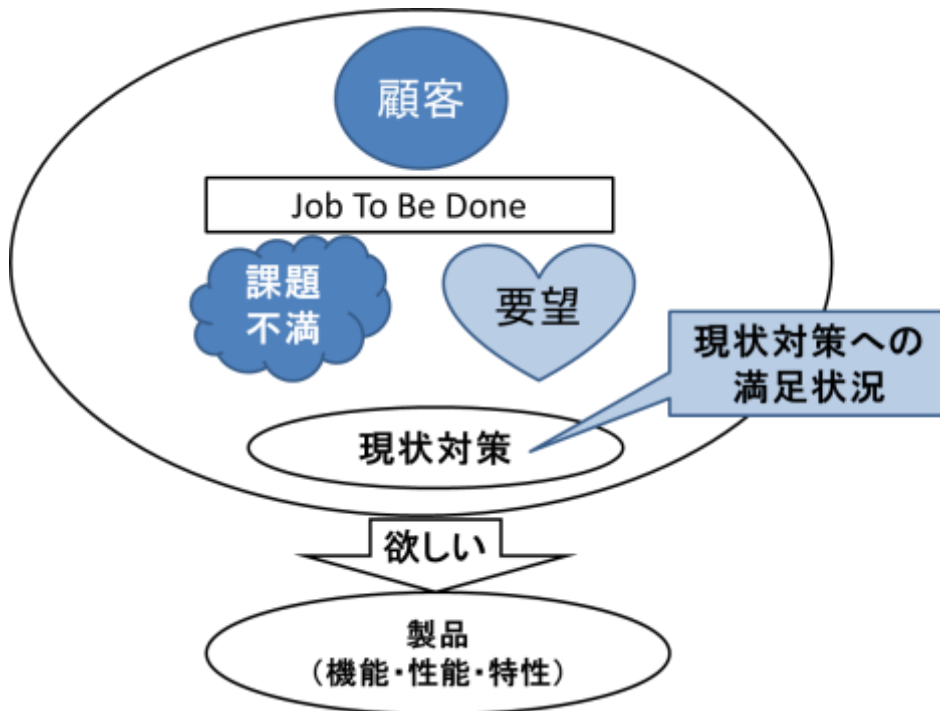 顧客
Job To Be Done
課題
不満
要望
現状対策への
満足状況
現状対策
欲しい
製品
（機能・性能・特性）